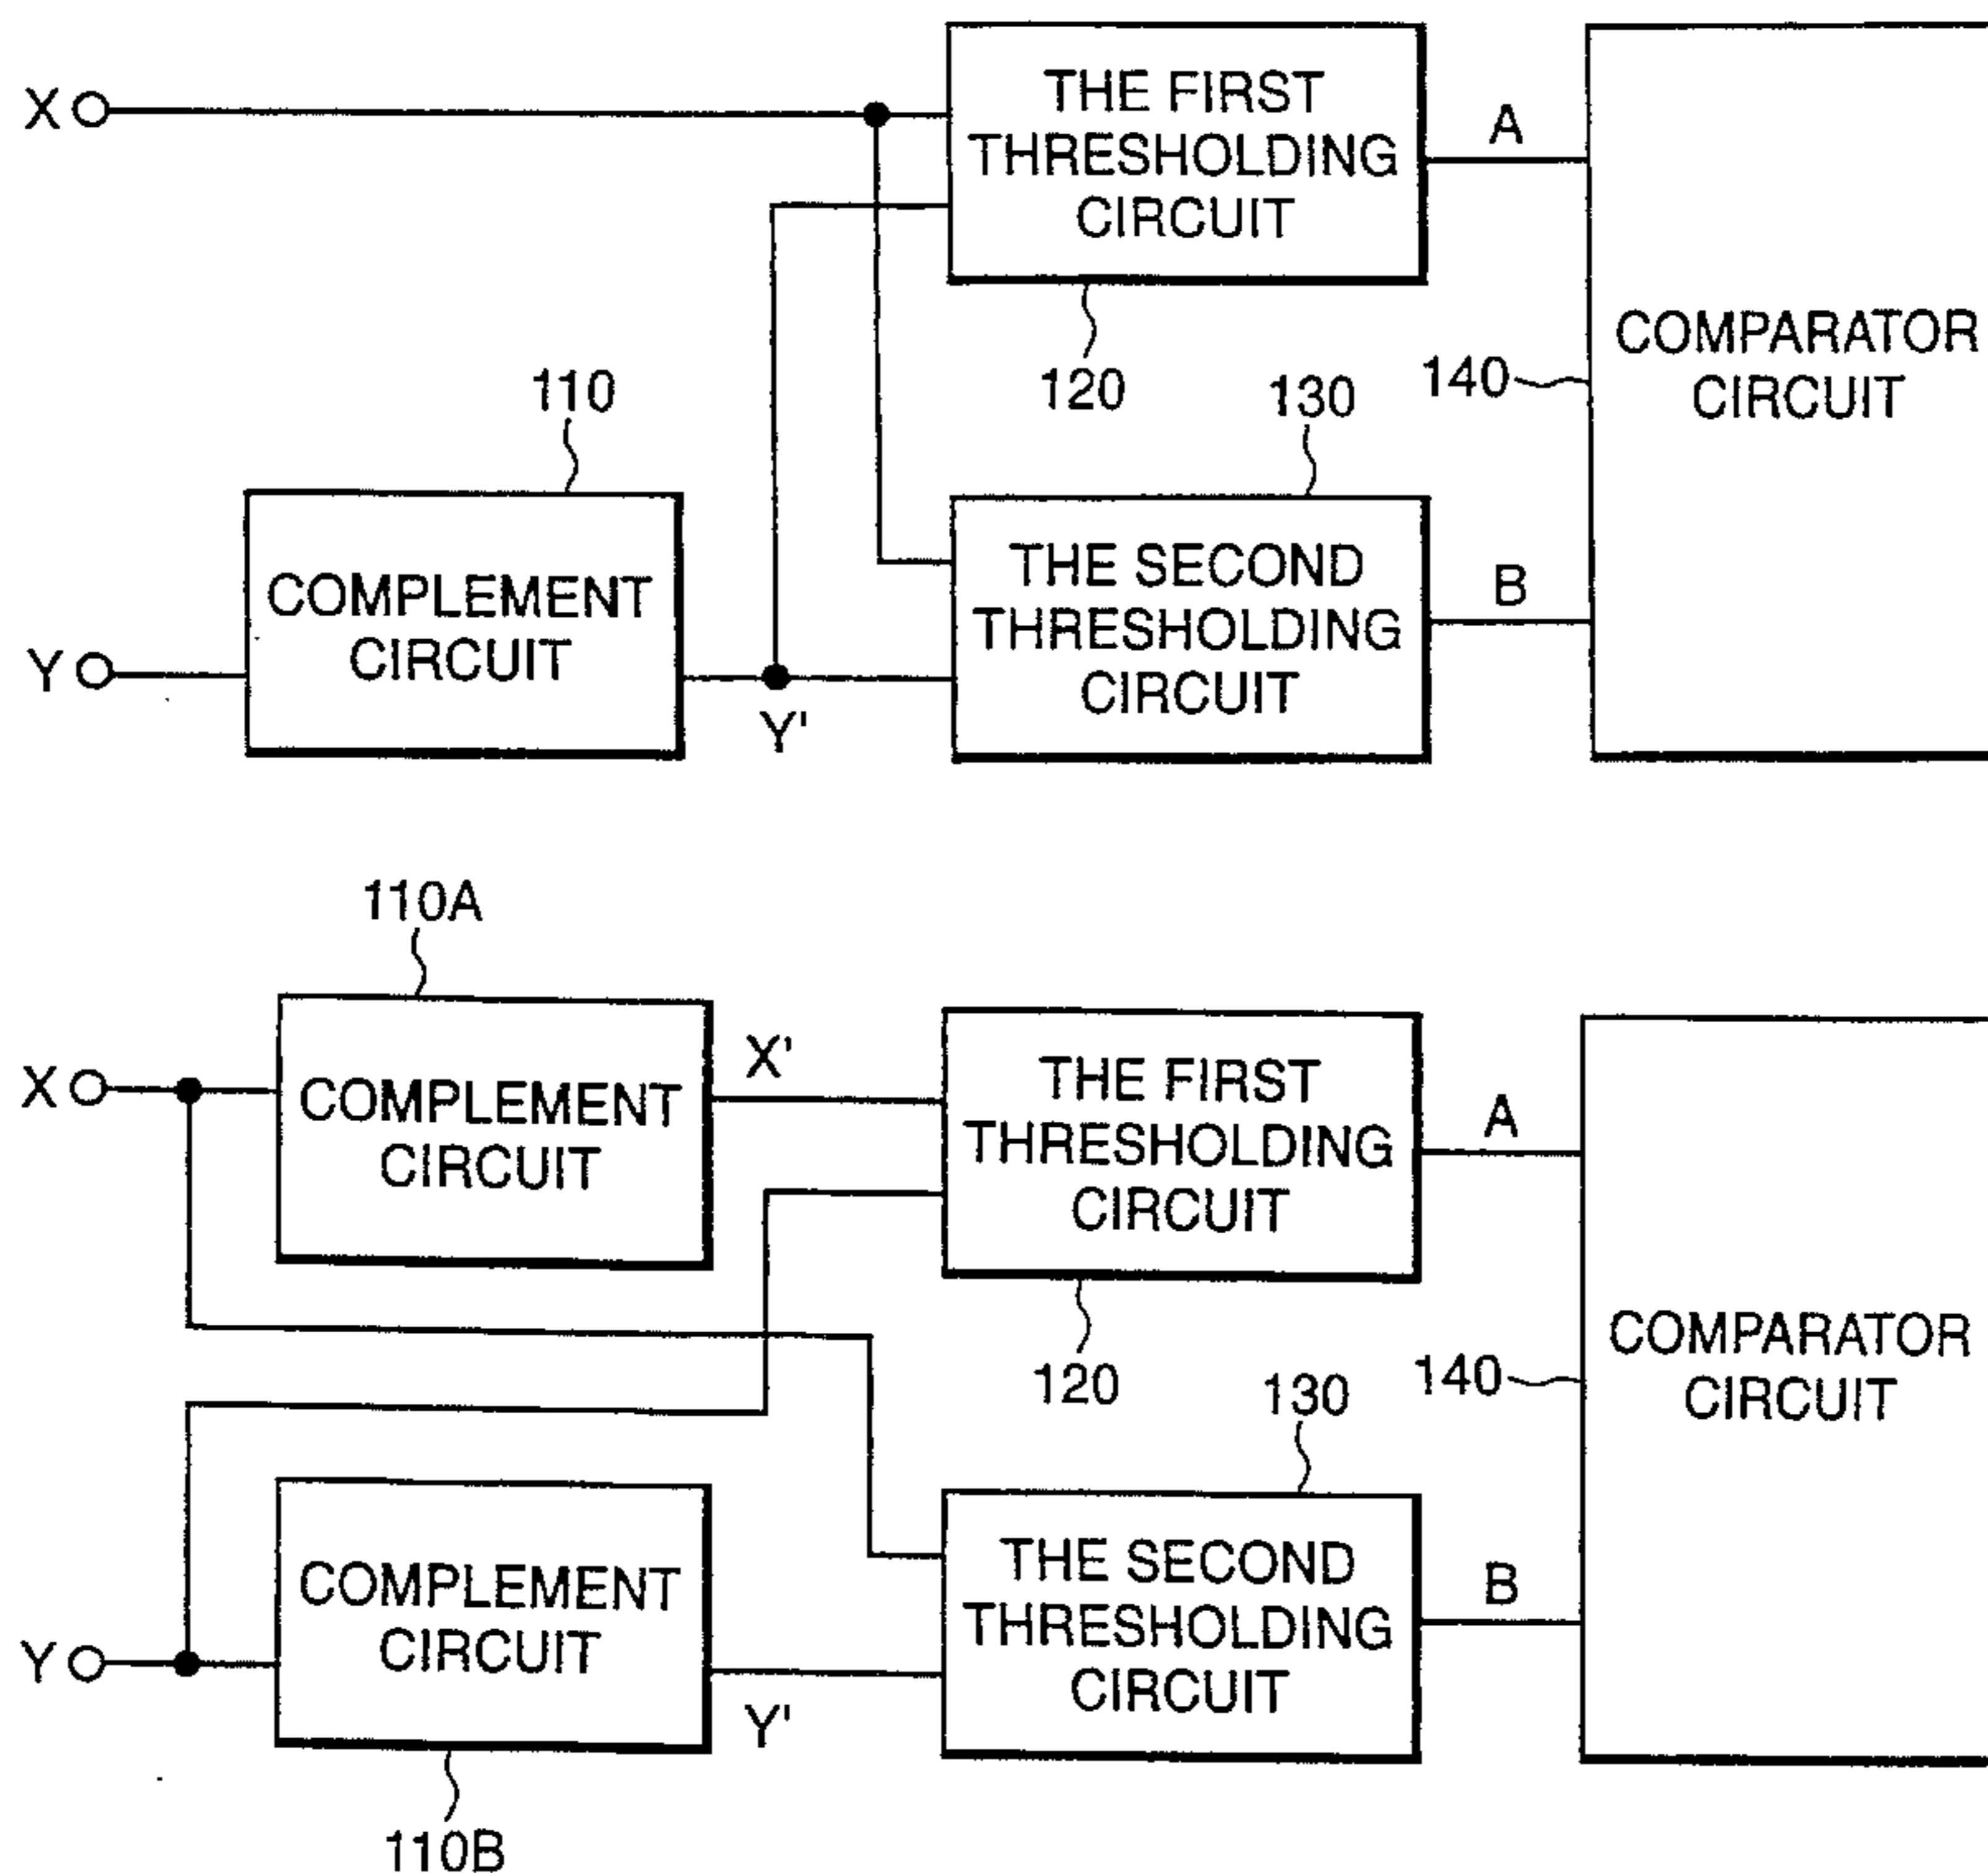 X
THE FIRST
THRESHOLDING
CIRCUIT
A
120
COMPARATOR
CIRCUIT
140
110
130
COMPLEMENT
CIRCUIT
Y
Y'
THE SECOND
THRESHOLDING
CIRCUIT
B
110A
X
COMPLEMENT
CIRCUIT
X'
THE FIRST
THRESHOLDING
CIRCUIT
A
120
COMPARATOR
CIRCUIT
140
130
Y
COMPLEMENT
CIRCUIT
Y'
THE SECOND
THRESHOLDING
CIRCUIT
B
110B